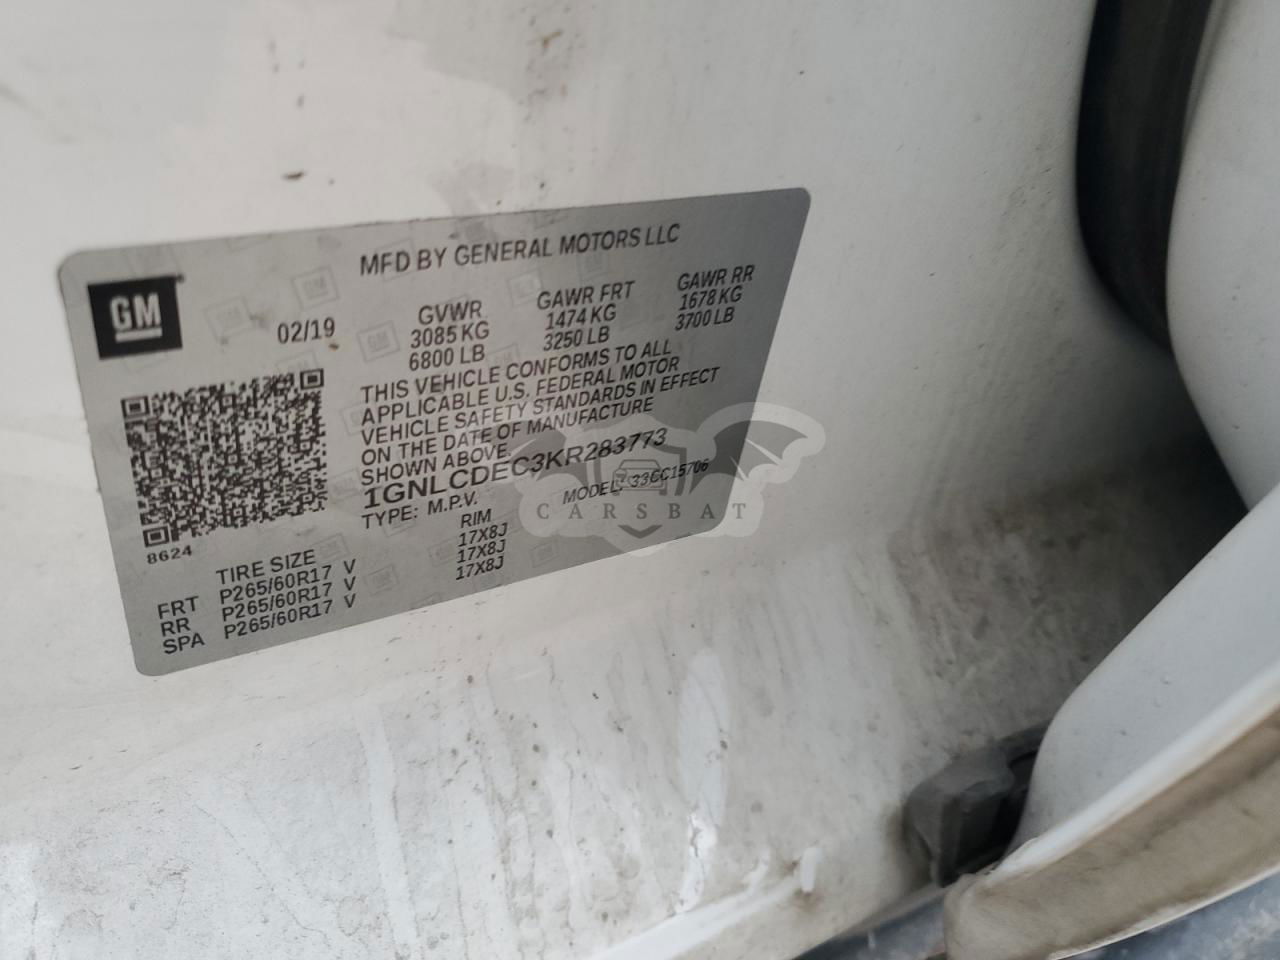 MFD BY GENERAL MOTORS LLC
GM
02/19
GVWR GAWR FRT GAWR RR
3085 KG 1474 KG 1678 KG
6800 LB 3250 LB 3700 LB
THIS VEHICLE CONFORMS TO ALL
APPLICABLE U.S. FEDERAL MOTOR
VEHICLE SAFETY STANDARDS IN EFFECT
ON THE DATE OF MANUFACTURE
SHOWN ABOVE.
1GNLCDEC3KR283773
TYPE: M.P.V. MODEL: 33CC15706
8624
TIRE SIZE RIM
FRT P265/60R17 V 17X8J
RR P265/60R17 V 17X8J
SPA P265/60R17 V 17X8J
CARSBAT